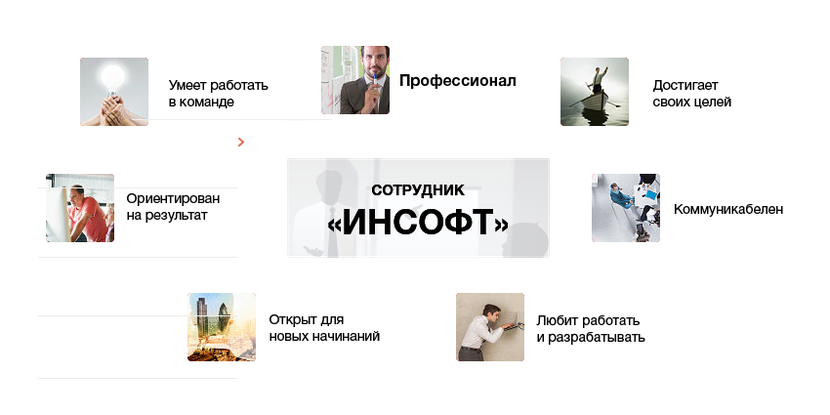 Профессионал
Умеет работать
в команде
Достигает
своих целей
СОТРУДНИК
«ИНСОФТ»
Ориентирован
на результат
Коммуникабелен
Открыт для
новых начинаний
Любит работать
и разрабатывать